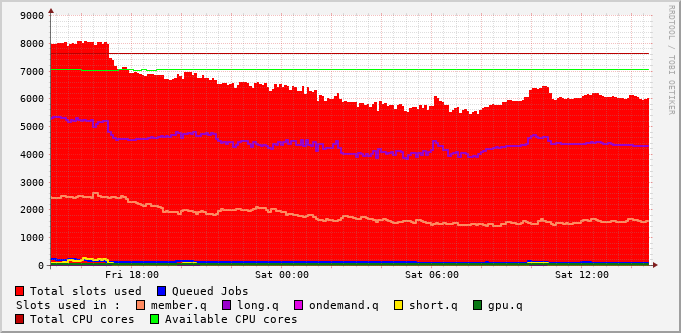 RRDTOOL / TOBI OETIKER
9000
8000
7000
6000
5000
4000
3000
2000
1000
0
Fri 18:00 Sat 00:00 Sat 06:00 Sat 12:00
Total slots used Queued Jobs
Slots used in : member.q long.q ondemand.q short.q gpu.q
Total CPU cores Available CPU cores